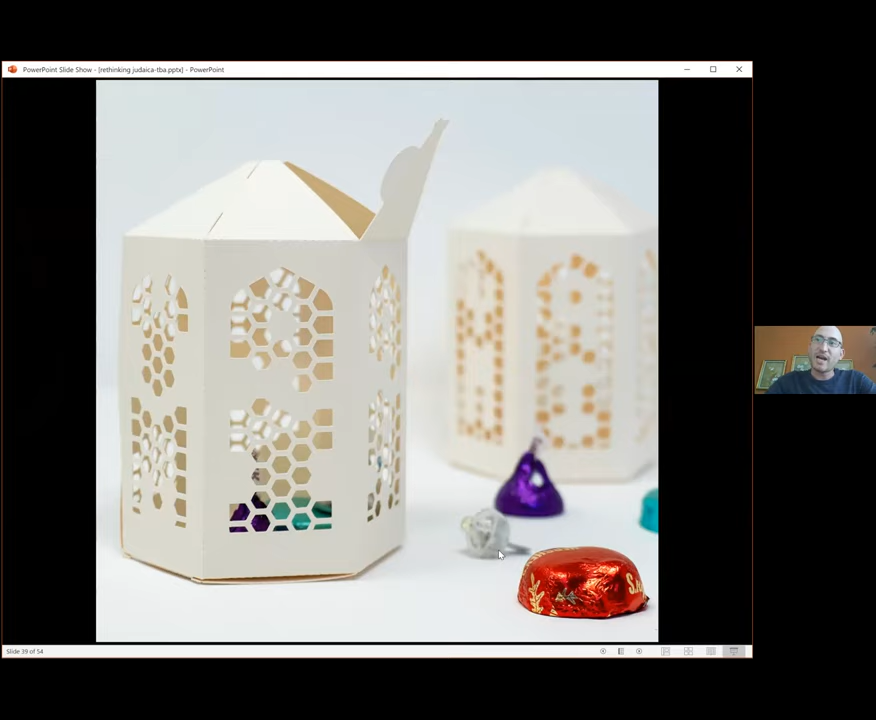 PowerPoint Slide Show - [rethinking judaica-tba.pptx] - PowerPoint
Slide 39 of 54